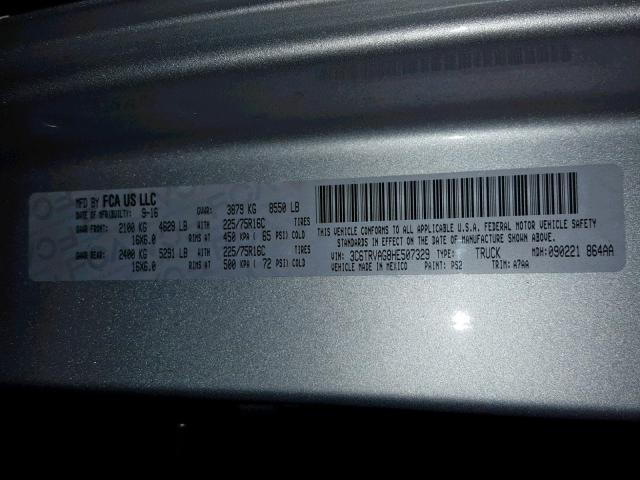 MFD BY FCA US LLC
DATE OF MFR(BUILT): 9-16 GVWR: 3879 KG 8550 LB
GAWR FRONT: 2100 KG 4629 LB WITH 225/75R16C TIRES
16X6.0 RIMS AT 450 KPA ( 65 PSI) COLD
GAWR REAR: 2400 KG 5291 LB WITH 225/75R16C TIRES
16X6.0 RIMS AT 500 KPA ( 72 PSI) COLD
THIS VEHICLE CONFORMS TO ALL APPLICABLE U.S.A. FEDERAL MOTOR VEHICLE SAFETY
STANDARDS IN EFFECT ON THE DATE OF MANUFACTURE SHOWN ABOVE.
VIN: 3C6TRVAG8HE507329 TYPE: TRUCK MDH: 090221 864AA
VEHICLE MADE IN MEXICO PAINT: PS2 TRIM: A7AA